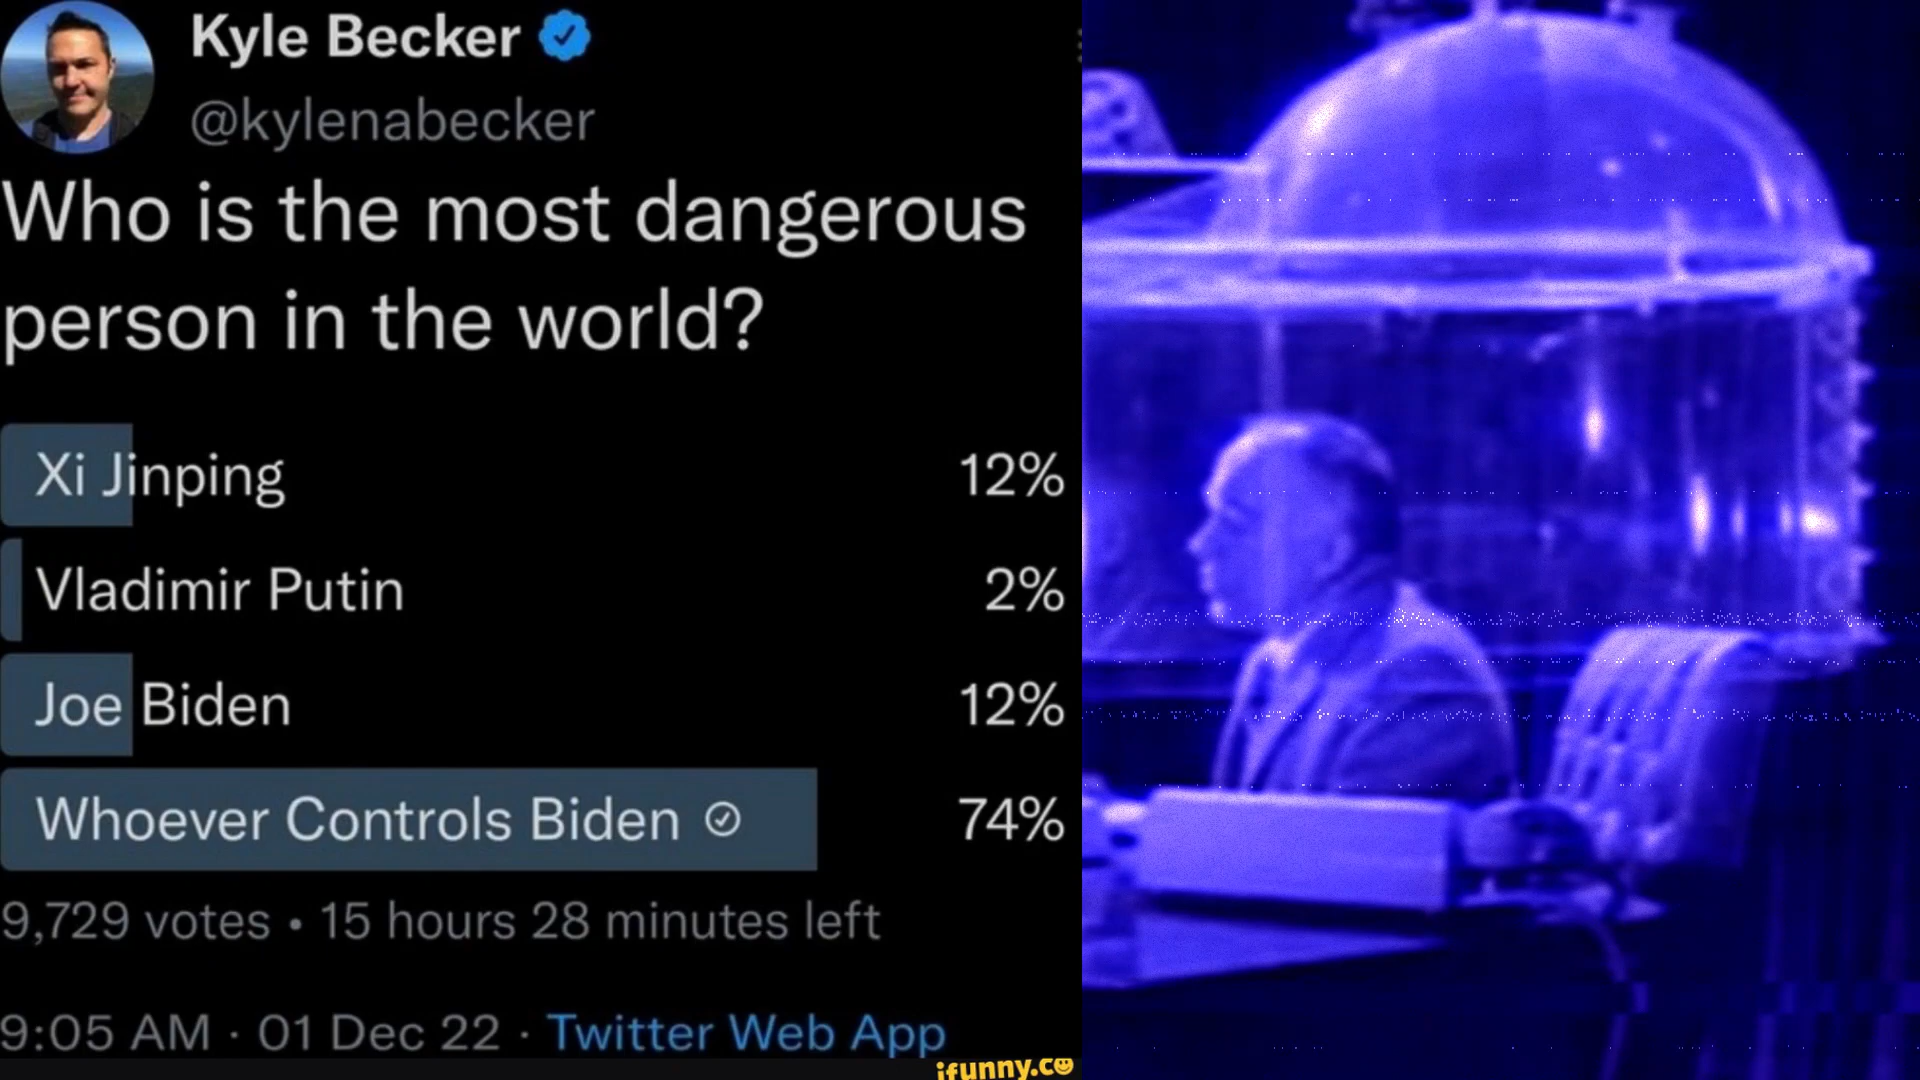 Kyle Becker
@kylenabecker
Who is the most dangerous
person in the world?
Xi Jinping 12%
Vladimir Putin 2%
Joe Biden 12%
Whoever Controls Biden 74%
9,729 votes • 15 hours 28 minutes left
9:05 AM · 01 Dec 22 · Twitter Web App
ifunny.co